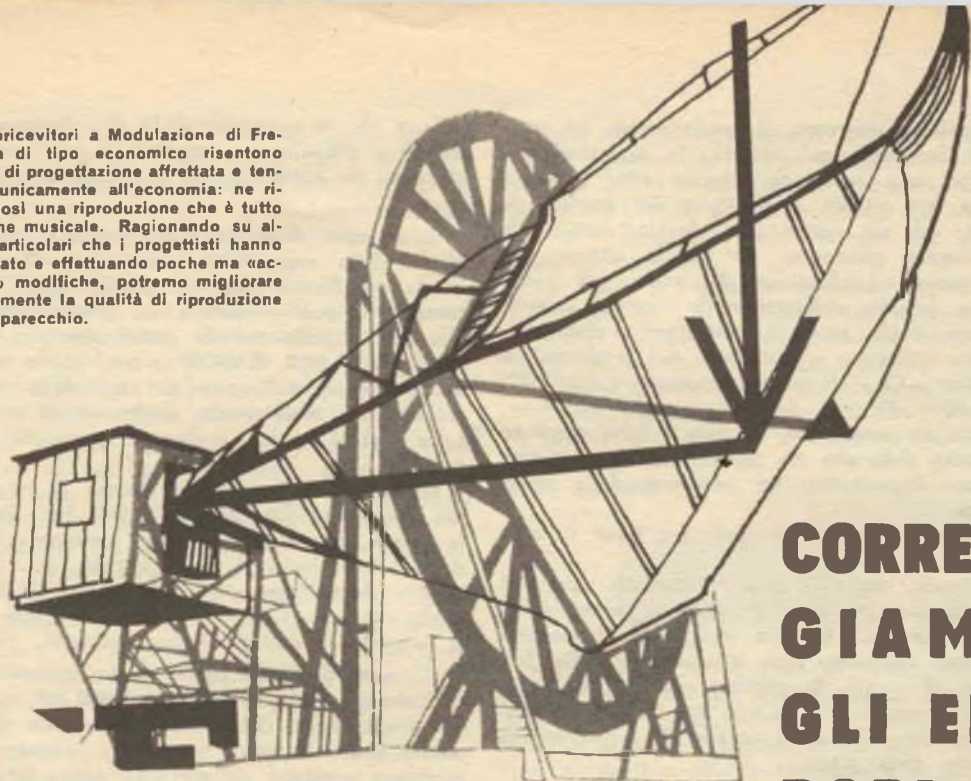 oricevitori a Modulazione di Fre-
a di tipo economico risentono
di progettazione affrettata e ten-
unicamente all'economia: ne ri-
osi una riproduzione che è tutto
ne musicale. Ragionando su al-
articolari che i progettisti hanno
ato e effettuando poche ma «ac-
» modifiche, potremo migliorare
mente la qualità di riproduzione
parecchio.
CORRE
GIAM
GLI E